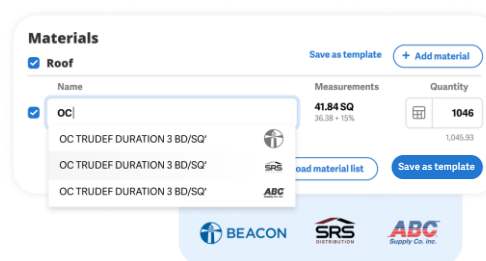 Materials
Save as template
+ Add material
Roof
Name
Measurements
Quantity
OC
41.84 SQ
1046
36.38 + 15%
1,045.93
OC TRUDEF DURATION 3 BD/SQ'
OC TRUDEF DURATION 3 BD/SQ'
SRS
OC TRUDEF DURATION 3 BD/SQ'
ABC
oad material list
Save as template
BEACON
SRS
DISTRIBUTION
ABC
Supply Co. Inc.